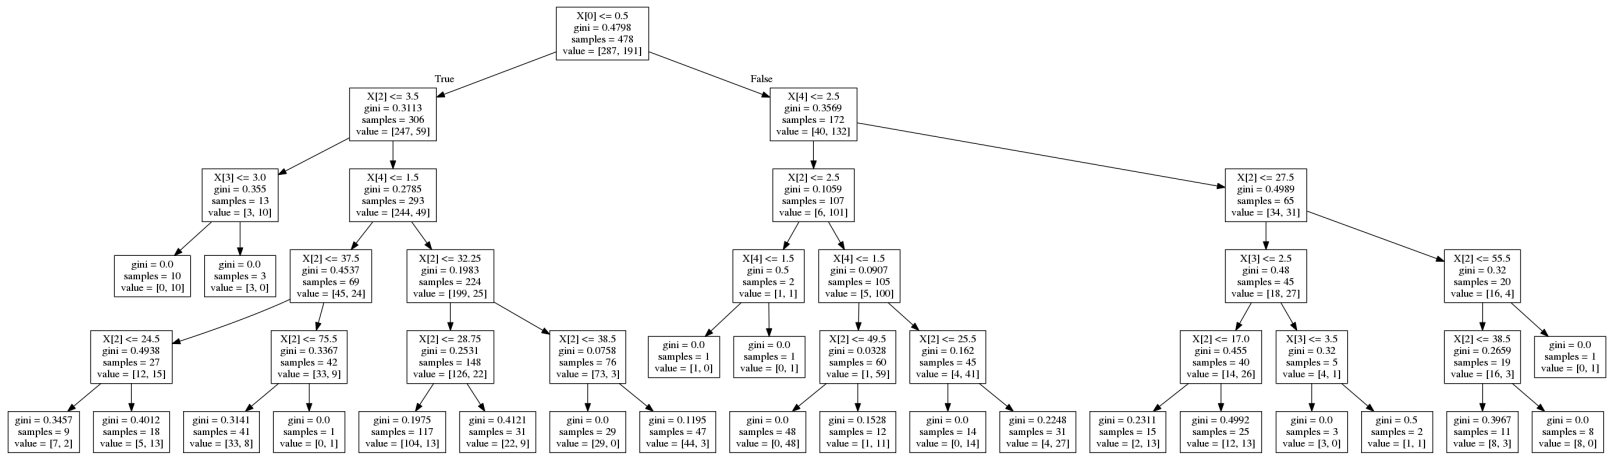 X[0] <= 0.5
gini = 0.4798
samples = 478
value = [287, 191]
True
False
X[2] <= 3.5
gini = 0.3113
samples = 306
value = [247, 59]
X[4] <= 2.5
gini = 0.3569
samples = 172
value = [40, 132]
X[3] <= 3.0
gini = 0.355
samples = 13
value = [3, 10]
X[4] <= 1.5
gini = 0.2785
samples = 293
value = [244, 49]
X[2] <= 2.5
gini = 0.1059
samples = 107
value = [6, 101]
X[2] <= 27.5
gini = 0.4989
samples = 65
value = [34, 31]
gini = 0.0
samples = 10
value = [0, 10]
gini = 0.0
samples = 3
value = [3, 0]
X[2] <= 37.5
gini = 0.4537
samples = 69
value = [45, 24]
X[2] <= 32.25
gini = 0.1983
samples = 224
value = [199, 25]
X[4] <= 1.5
gini = 0.5
samples = 2
value = [1, 1]
X[4] <= 1.5
gini = 0.0907
samples = 105
value = [5, 100]
X[3] <= 2.5
gini = 0.48
samples = 45
value = [18, 27]
X[2] <= 55.5
gini = 0.32
samples = 20
value = [16, 4]
X[2] <= 24.5
gini = 0.4938
samples = 27
value = [12, 15]
X[2] <= 75.5
gini = 0.3367
samples = 42
value = [33, 9]
X[2] <= 28.75
gini = 0.2531
samples = 148
value = [126, 22]
X[2] <= 38.5
gini = 0.0758
samples = 76
value = [73, 3]
gini = 0.0
samples = 1
value = [1, 0]
gini = 0.0
samples = 1
value = [0, 1]
X[2] <= 49.5
gini = 0.0328
samples = 60
value = [1, 59]
X[2] <= 25.5
gini = 0.162
samples = 45
value = [4, 41]
X[2] <= 17.0
gini = 0.455
samples = 40
value = [14, 26]
X[3] <= 3.5
gini = 0.32
samples = 5
value = [4, 1]
X[2] <= 38.5
gini = 0.2659
samples = 19
value = [16, 3]
gini = 0.0
samples = 1
value = [0, 1]
gini = 0.3457
samples = 9
value = [7, 2]
gini = 0.4012
samples = 18
value = [5, 13]
gini = 0.3141
samples = 41
value = [33, 8]
gini = 0.0
samples = 1
value = [0, 1]
gini = 0.1975
samples = 117
value = [104, 13]
gini = 0.4121
samples = 31
value = [22, 9]
gini = 0.0
samples = 29
value = [29, 0]
gini = 0.1195
samples = 47
value = [44, 3]
gini = 0.0
samples = 48
value = [0, 48]
gini = 0.1528
samples = 12
value = [1, 11]
gini = 0.0
samples = 14
value = [0, 14]
gini = 0.2248
samples = 31
value = [4, 27]
gini = 0.2311
samples = 15
value = [2, 13]
gini = 0.4992
samples = 25
value = [12, 13]
gini = 0.0
samples = 3
value = [3, 0]
gini = 0.5
samples = 2
value = [1, 1]
gini = 0.3967
samples = 11
value = [8, 3]
gini = 0.0
samples = 8
value = [8, 0]